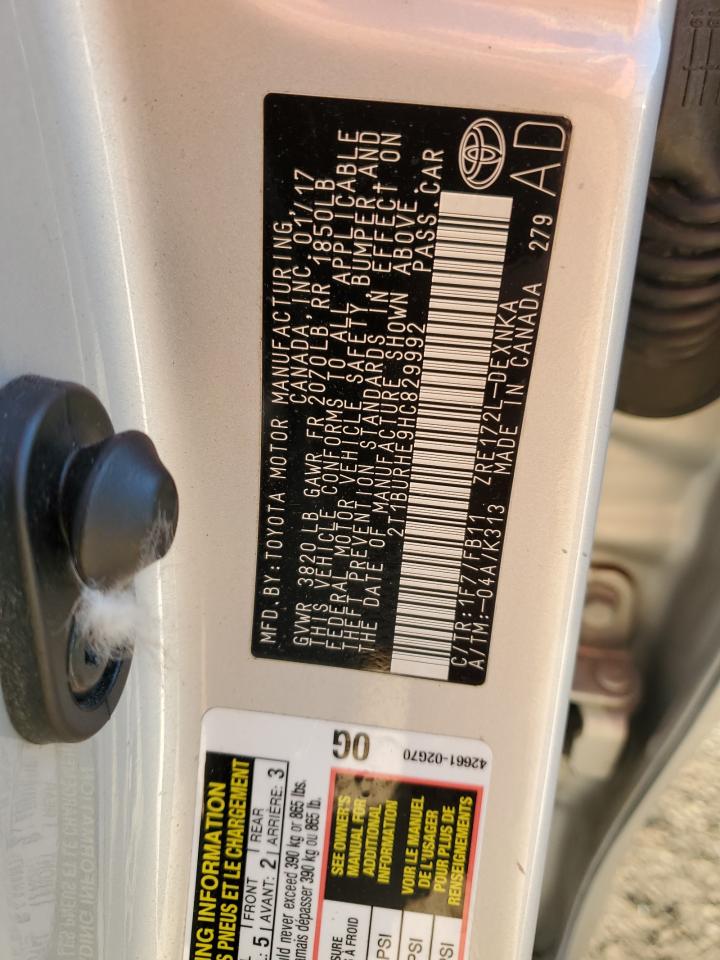 MFD.BY:TOYOTA MOTOR MANUFACTURING
CANADA, INC. 01/17
GVWR 3820 LB GAWR FR 2070LB RR 1850LB
THIS VEHICLE CONFORMS TO ALL APPLICABLE
FEDERAL MOTOR VEHICLE SAFETY, BUMPER, AND
THEFT PREVENTION STANDARDS IN EFFECT ON
THE DATE OF MANUFACTURE SHOWN ABOVE.
2T1BURHE9HC829992 PASS.CAR
C/TR:1F7/FB11 ZRE172L-DEXNKA
A/TM:-04A/K313 MADE IN CANADA 279
AD
ING INFORMATION
S PNEUS ET LE CHARGEMENT
FRONT REAR
5 AVANT: 2 ARRIÈRE: 3
uld never exceed 390 kg or 865 lbs.
amais dépasser 390 kg ou 865 lb.
0G
42661-02G70
SURE
À FROID
PSI
PSI
PSI
SEE OWNER'S
MANUAL FOR
ADDITIONAL
INFORMATION
VOIR LE MANUEL
DE L'USAGER
POUR PLUS DE
RENSEIGNEMENTS